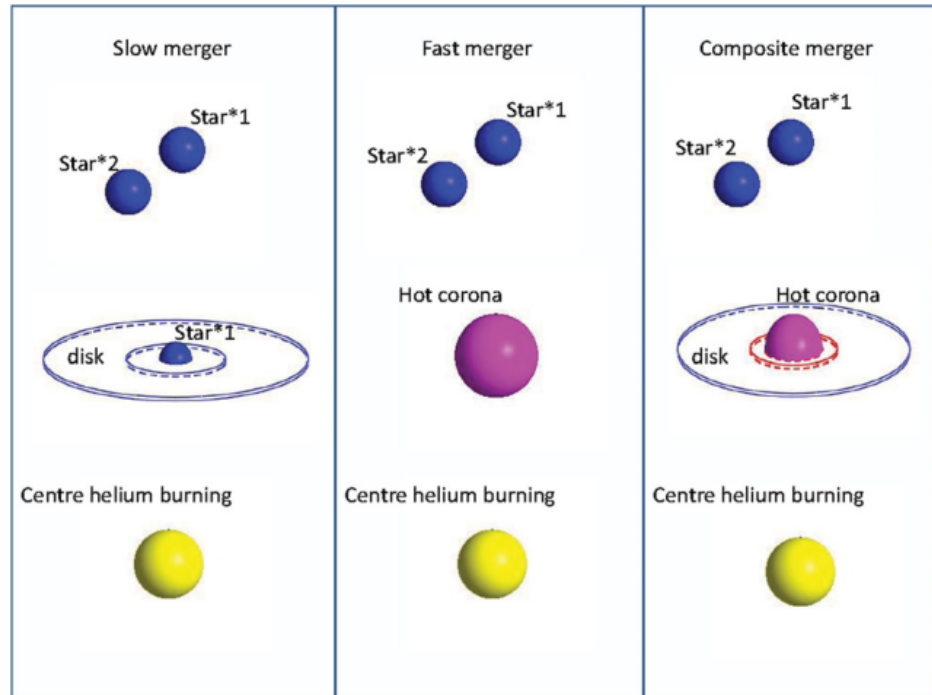 Slow merger
Star*1
Star*2
Star*1
disk
Centre helium burning
Fast merger
Star*1
Star*2
Hot corona
Centre helium burning
Composite merger
Star*1
Star*2
Hot corona
disk
Centre helium burning